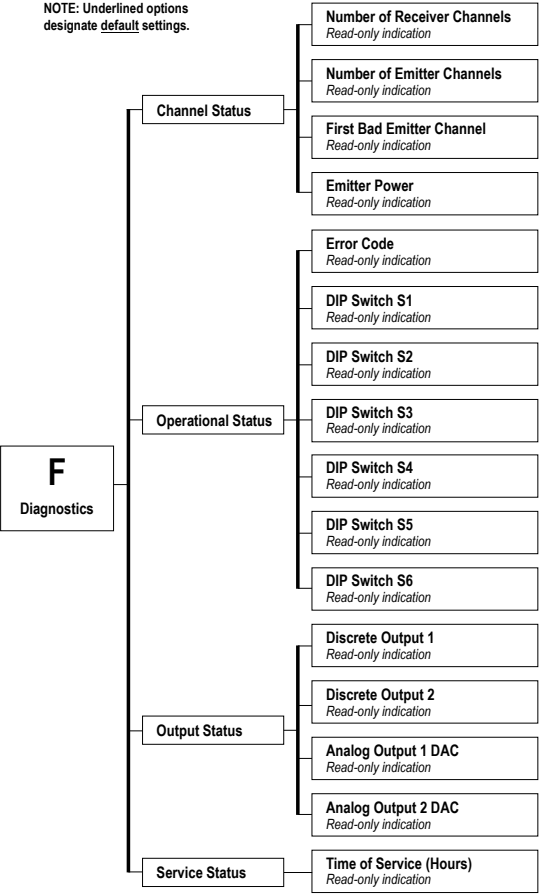 NOTE: Underlined options
designate default settings.
F
Diagnostics
Channel Status
Number of Receiver Channels
Read-only indication
Number of Emitter Channels
Read-only indication
First Bad Emitter Channel
Read-only indication
Emitter Power
Read-only indication
Operational Status
Error Code
Read-only indication
DIP Switch S1
Read-only indication
DIP Switch S2
Read-only indication
DIP Switch S3
Read-only indication
DIP Switch S4
Read-only indication
DIP Switch S5
Read-only indication
DIP Switch S6
Read-only indication
Output Status
Discrete Output 1
Read-only indication
Discrete Output 2
Read-only indication
Analog Output 1 DAC
Read-only indication
Analog Output 2 DAC
Read-only indication
Service Status
Time of Service (Hours)
Read-only indication